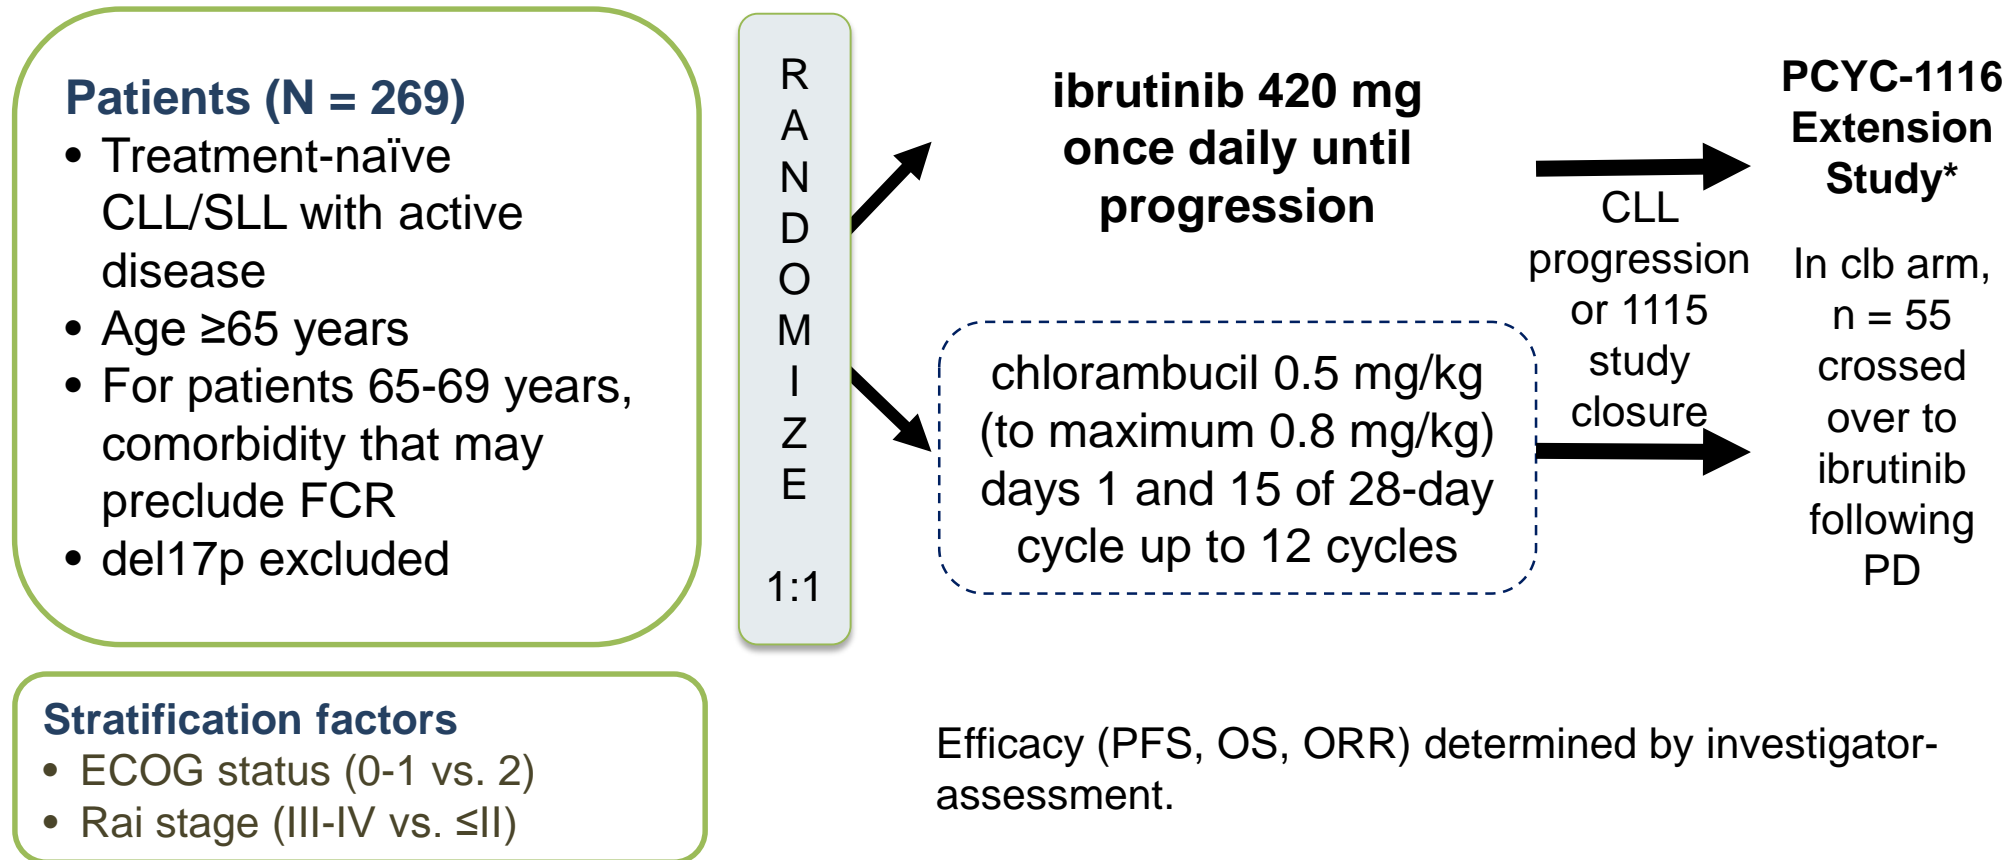 Patients (N = 269)
• Treatment-naïve
CLL/SLL with active
disease
• Age ≥65 years
• For patients 65-69 years,
comorbidity that may
preclude FCR
• del17p excluded
Stratification factors
• ECOG status (0-1 vs. 2)
• Rai stage (III-IV vs. ≤II)
R
A
N
D
O
M
I
Z
E
1:1
ibrutinib 420 mg
once daily until
progression
chlorambucil 0.5 mg/kg
(to maximum 0.8 mg/kg)
days 1 and 15 of 28-day
cycle up to 12 cycles
CLL
progression
or 1115
study
closure
PCYC-1116
Extension
Study*
In clb arm,
n = 55
crossed
over to
ibrutinib
following
PD
Efficacy (PFS, OS, ORR) determined by investigator-
assessment.